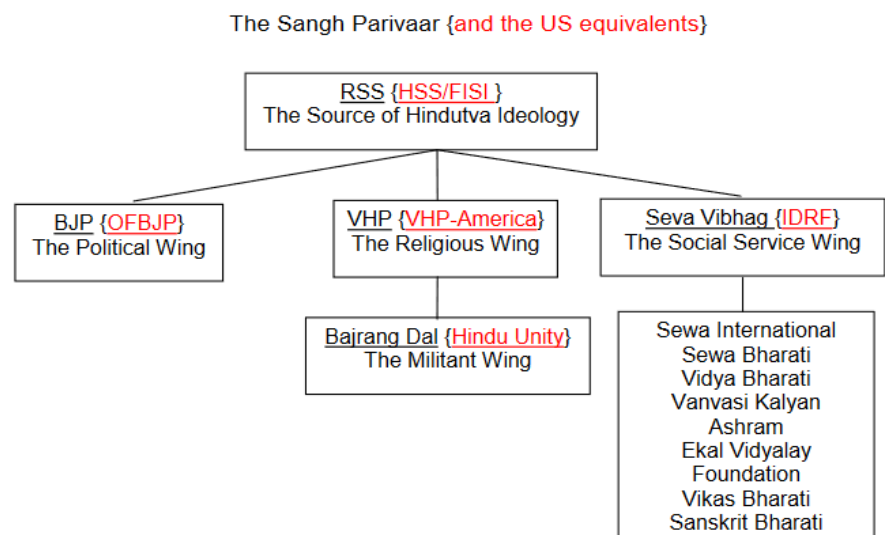 The Sangh Parivaar {and the US equivalents}
RSS {HSS/FISI }
The Source of Hindutva Ideology
BJP {OFBJP}
The Political Wing
VHP {VHP-America}
The Religious Wing
Seva Vibhag {IDRF}
The Social Service Wing
Bajrang Dal {Hindu Unity}
The Militant Wing
Sewa International
Sewa Bharati
Vidya Bharati
Vanvasi Kalyan
Ashram
Ekal Vidyalay
Foundation
Vikas Bharati
Sanskrit Bharati